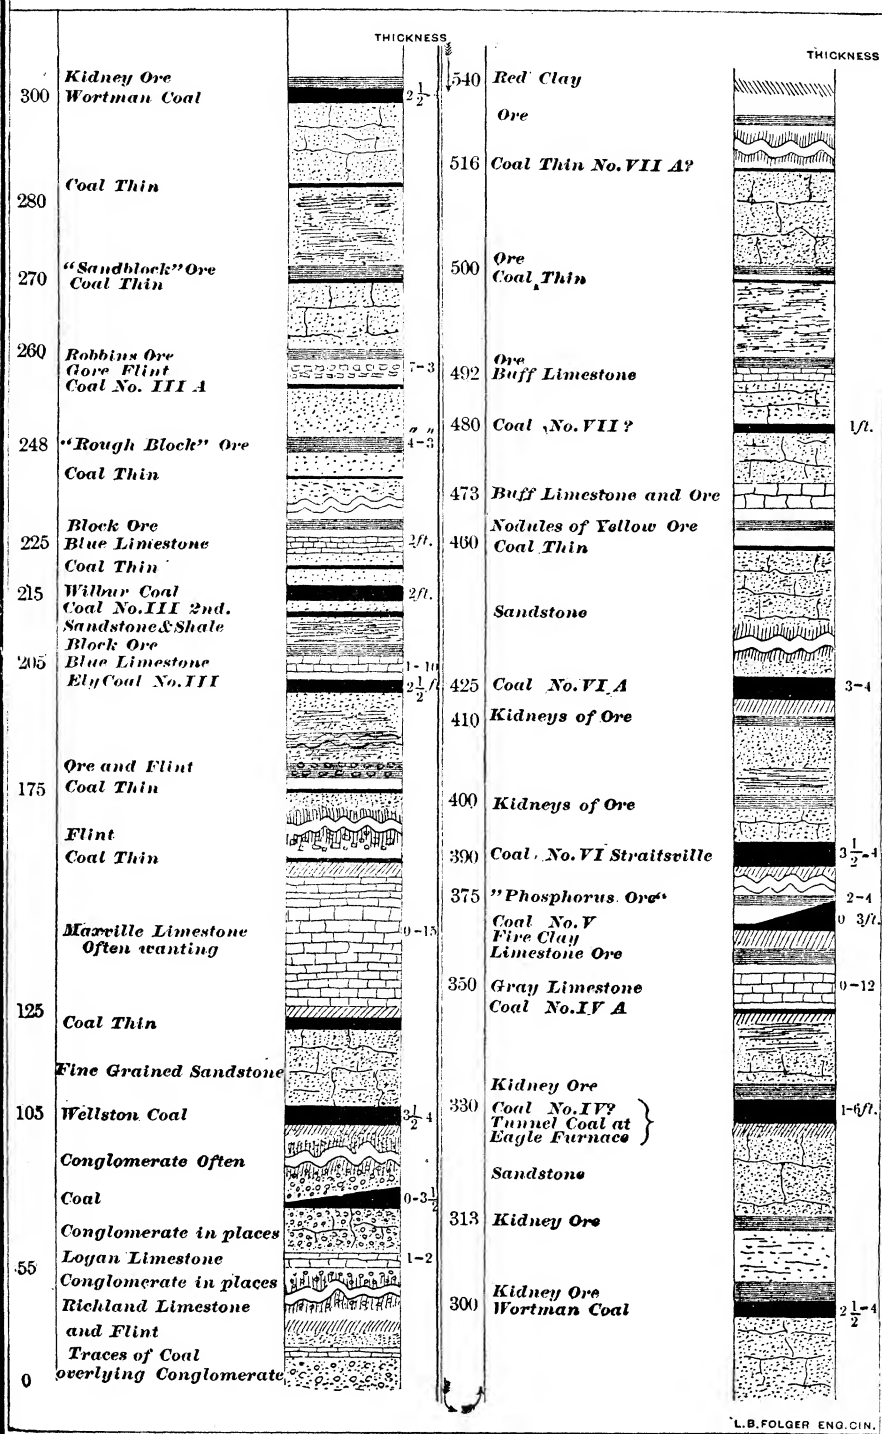 THICKNESS
Kidney Ore
300 Wortman Coal 2 1/2 -
Coal Thin
280
"Sandblock" Ore
270 Coal Thin
260 Robbins Ore
Gore Flint 7-3
Coal No. III A
248 "Rough Block" Ore 4-3
Coal Thin
Block Ore
225 Blue Limestone 2ft.
Coal Thin
215 Wilbur Coal 2ft.
Coal No.III 2nd.
Sandstone&Shale
Block Ore
205 Blue Limestone 1-10
Ely Coal No.III 2 1/2 ft
Ore and Flint
175 Coal Thin
Flint
Coal Thin
Maxville Limestone 0-15
Often wanting
125
Coal Thin
Fine Grained Sandstone
105 Wellston Coal 3 1/2 4
Conglomerate Often
Coal 0-3 1/2
Conglomerate in places
55 Logan Limestone 1-2
Conglomerate in places
Richland Limestone
and Flint
Traces of Coal
0 overlying Conglomerate
THICKNESS
540 Red Clay
Ore
516 Coal Thin No. VII A?
Ore
500 Coal Thin
Ore
492 Buff Limestone
480 Coal No. VII? 1ft.
473 Buff Limestone and Ore
Nodules of Yellow Ore
460 Coal Thin
Sandstone
425 Coal No. VI A 3-4
410 Kidneys of Ore
400 Kidneys of Ore
390 Coal, No. VI Straitsville 3 1/2-4
375 "Phosphorus Ore" 2-4
Coal No. V 0 3ft.
Fire Clay
Limestone Ore
350 Gray Limestone 0-12
Coal No.IV A
Kidney Ore
330 Coal No.IV? 1-6ft.
Tunnel Coal at
Eagle Furnace
Sandstone
313 Kidney Ore
Kidney Ore
300 Wortman Coal 2 1/2-4
L.B.FOLGER ENG.CIN.